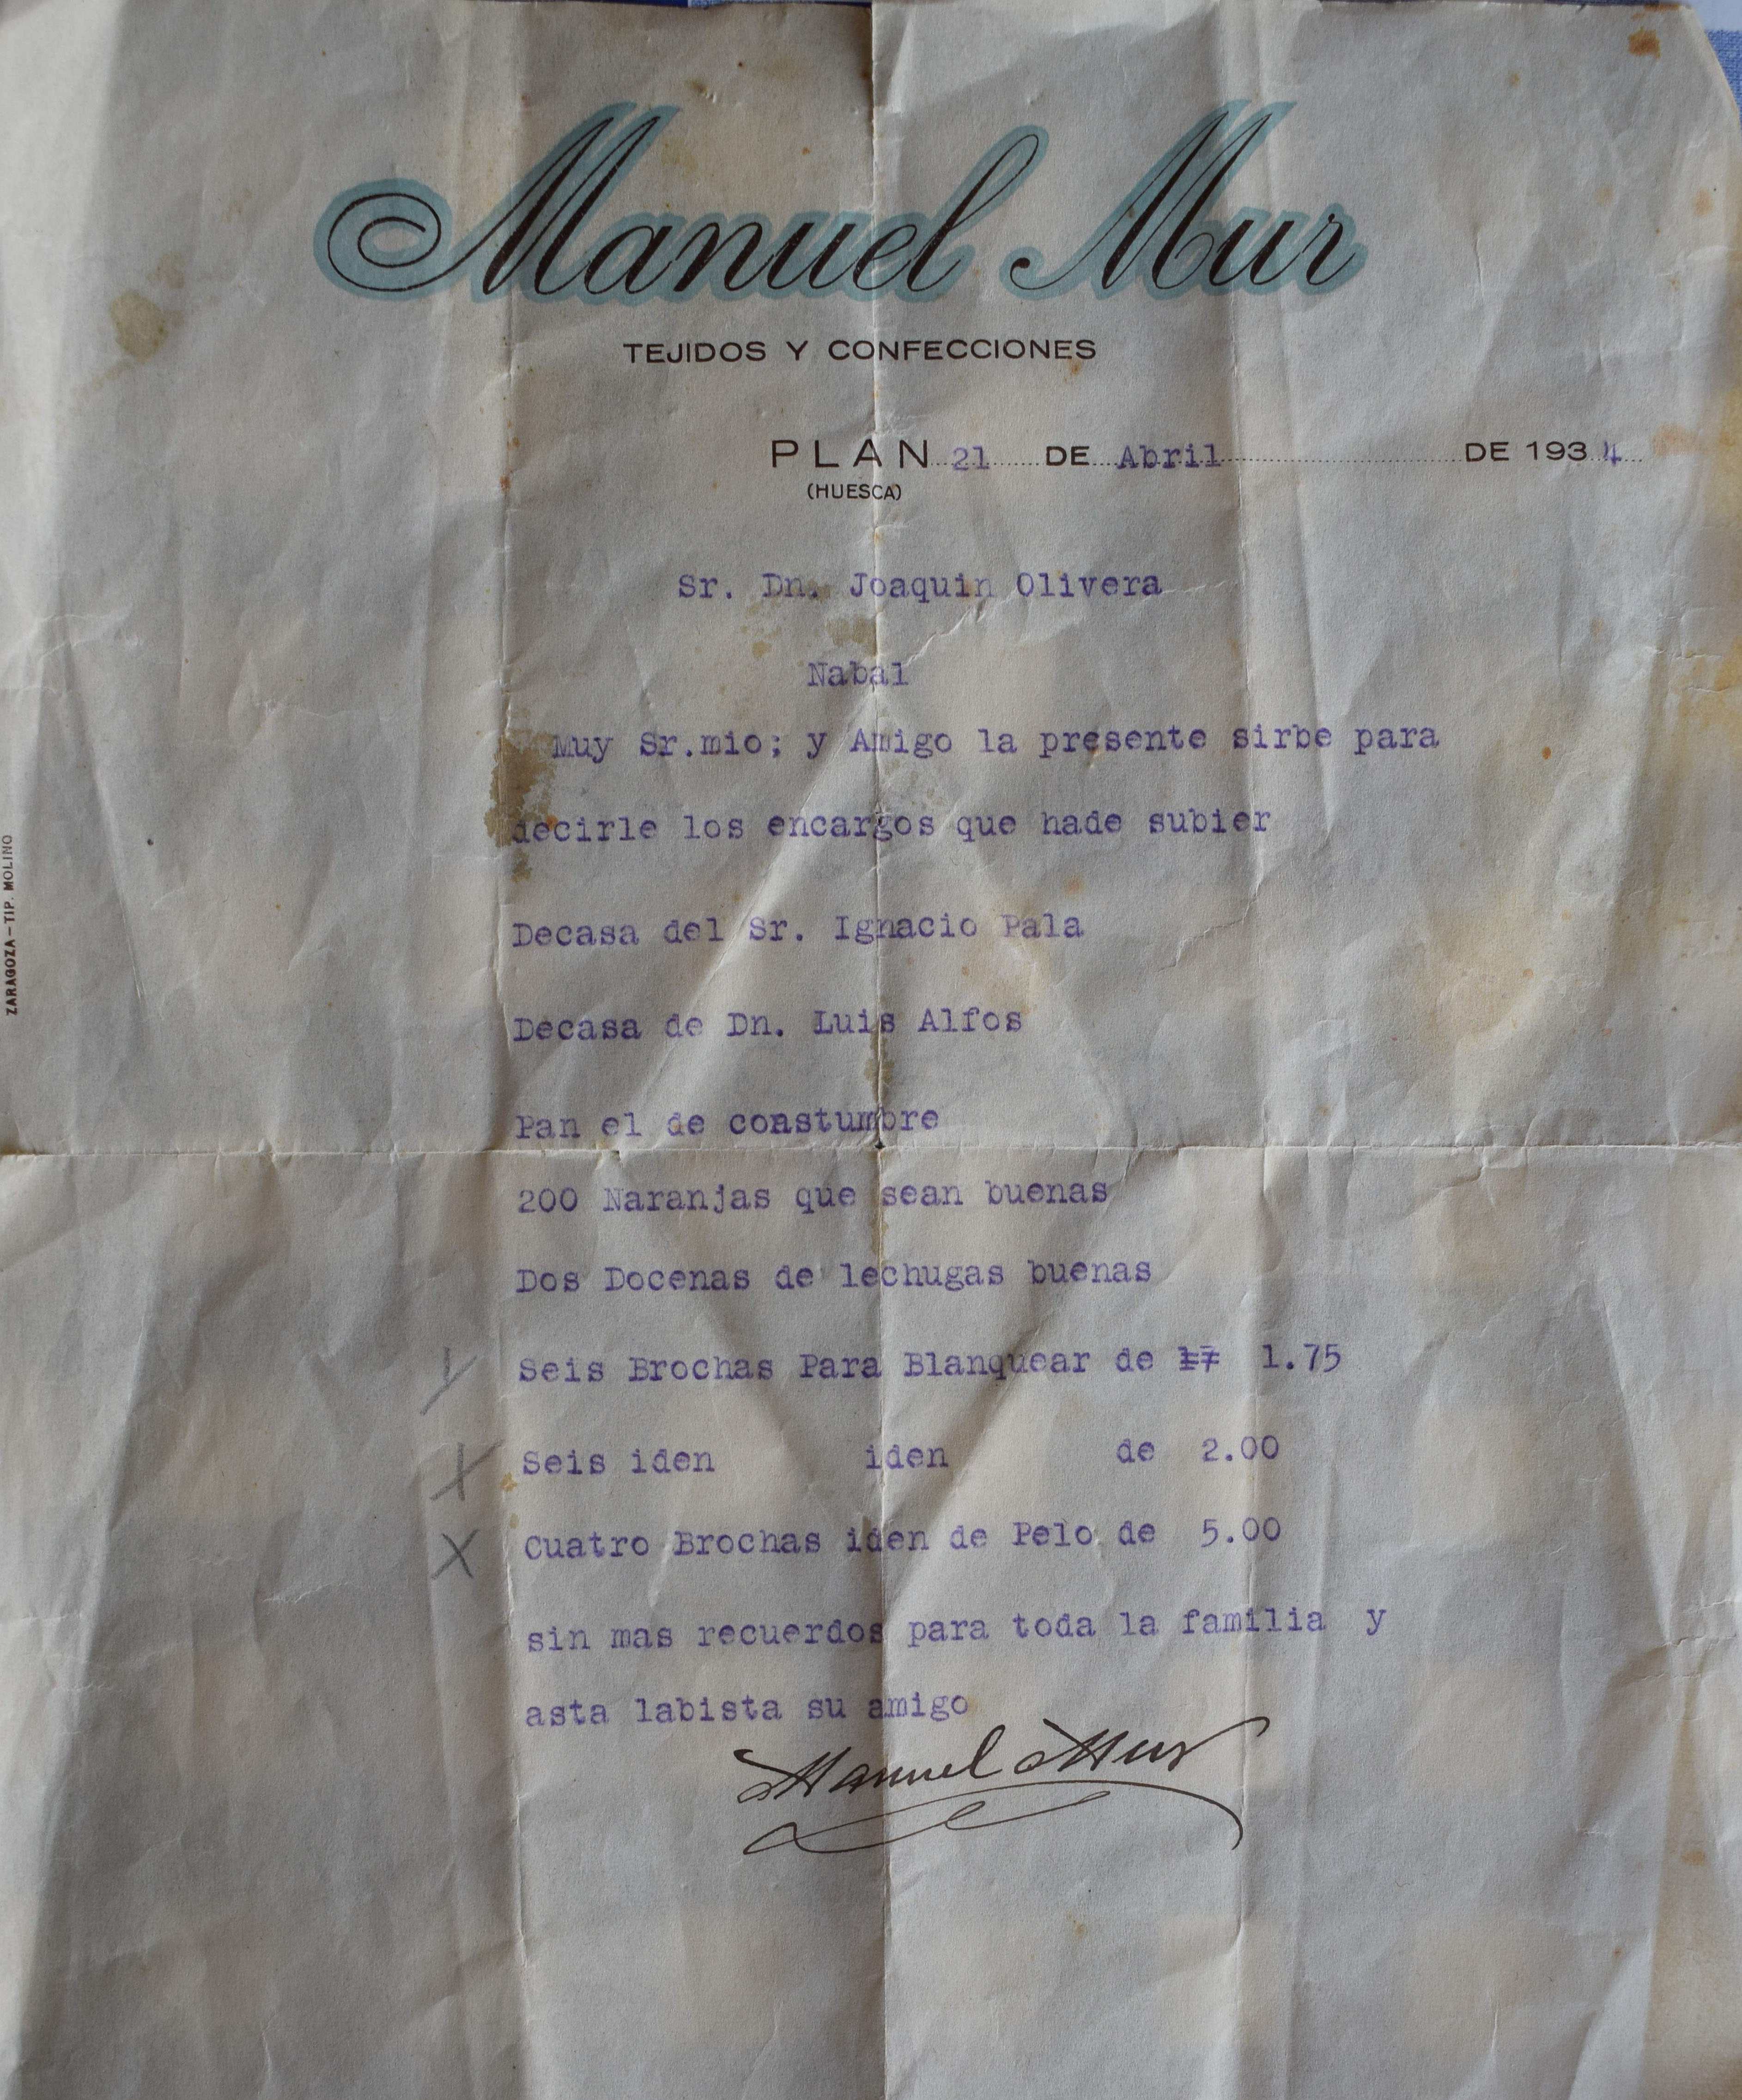 Manuel Mur
TEJIDOS Y CONFECCIONES
PLAN 21 DE Abril DE 1934
(HUESCA)
Sr. Dn. Joaquin Olivera
Nabal
Muy Sr.mio; y Amigo la presente sirbe para
decirle los encargos que hade subier
Decasa del Sr. Ignacio Pala
Decasa de Dn. Luis Alfos
Pan el de coastumbre
200 Naranjas que sean buenas
Dos Docenas de lechugas buenas
Seis Brochas Para Blanquear de 17 1.75
Seis iden iden de 2.00
Cuatro Brochas iden de Pelo de 5.00
sin mas recuerdos para toda la familia y
asta labista su amigo
Manuel Mur
ZARAGOZA-TIP. MOLINO